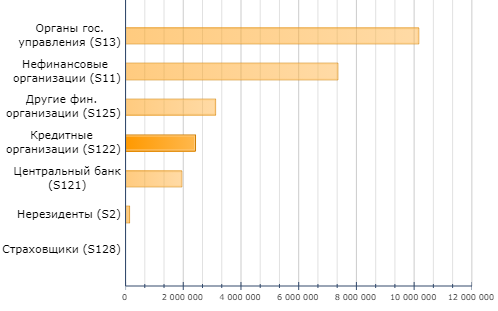 Органы гос.
управления (S13)
Нефинансовые
организации (S11)
Другие фин.
организации (S125)
Кредитные
организации (S122)
Центральный банк
(S121)
Нерезиденты (S2)
Страховщики (S128)
0 2 000 000 4 000 000 6 000 000 8 000 000 10 000 000 12 000 000